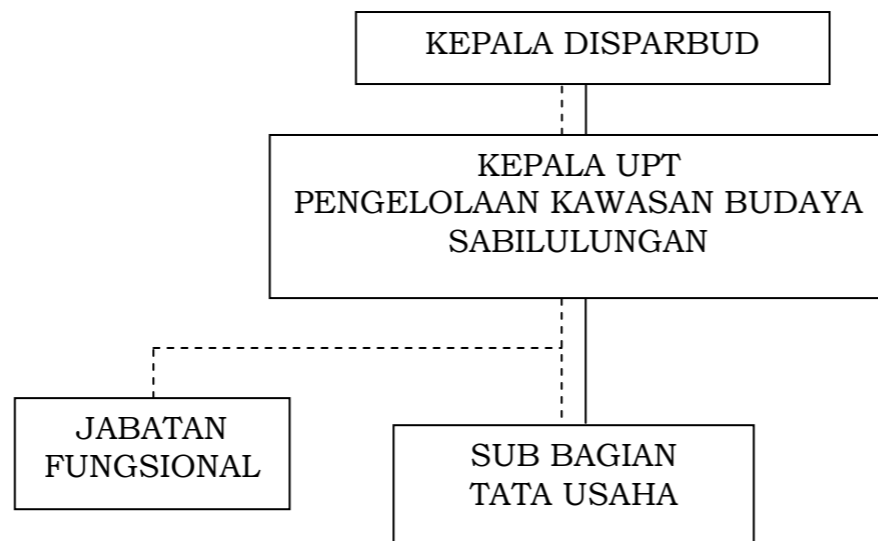 KEPALA DISPARBUD
KEPALA UPT
PENGELOLAAN KAWASAN BUDAYA
SABILULUNGAN
JABATAN
FUNGSIONAL
SUB BAGIAN
TATA USAHA